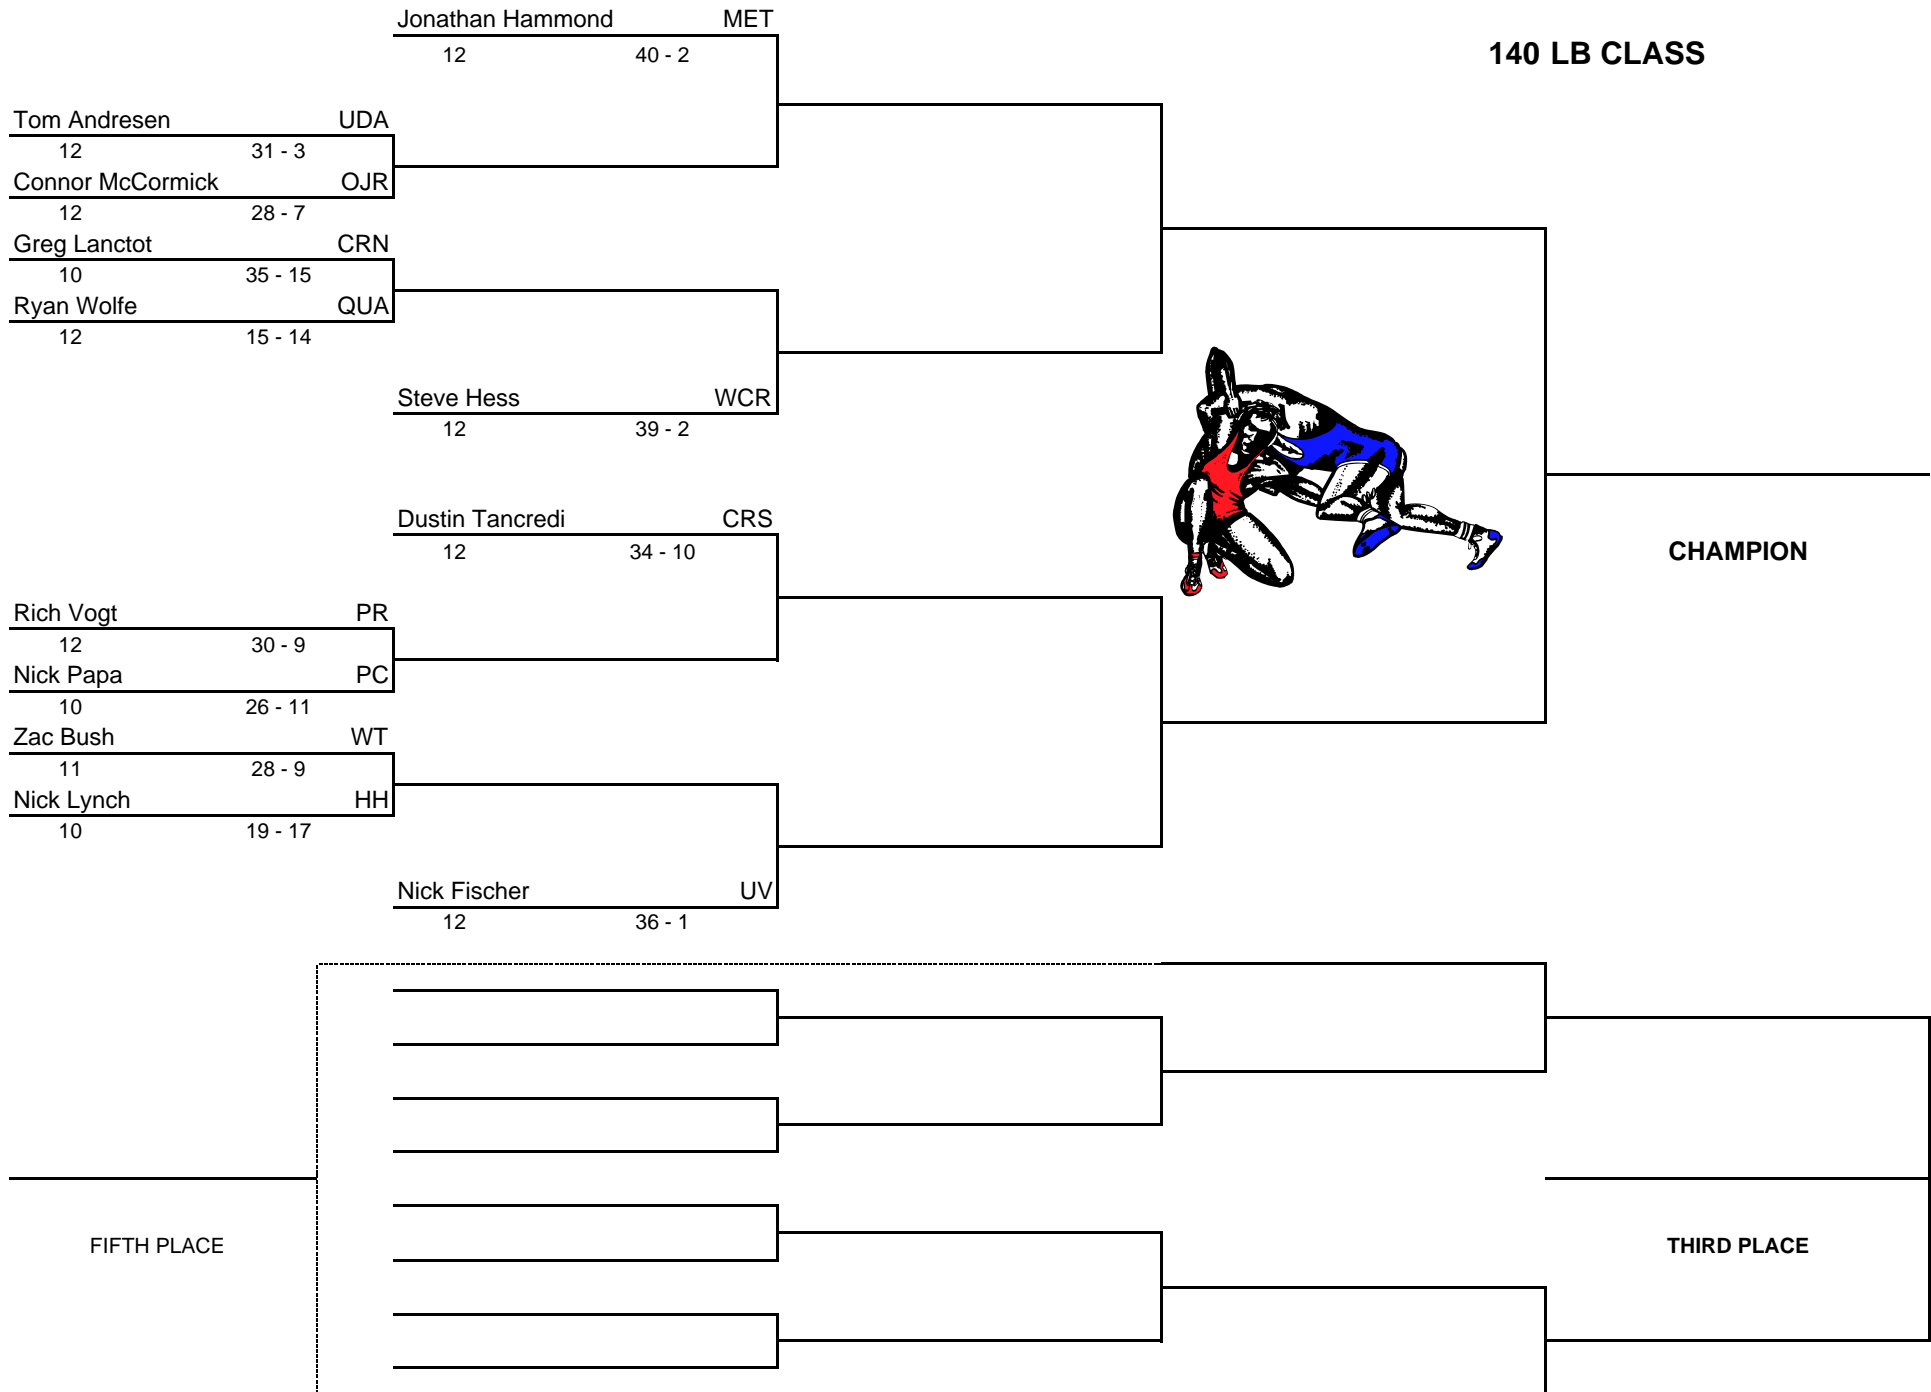 Jonathan Hammond MET
12 40 - 2
140 LB CLASS
Tom Andresen UDA
12 31 - 3
Connor McCormick OJR
12 28 - 7
Greg Lanctot CRN
10 35 - 15
Ryan Wolfe QUA
12 15 - 14
Steve Hess WCR
12 39 - 2
Dustin Tancredi CRS
12 34 - 10
CHAMPION
Rich Vogt PR
12 30 - 9
Nick Papa PC
10 26 - 11
Zac Bush WT
11 28 - 9
Nick Lynch HH
10 19 - 17
Nick Fischer UV
12 36 - 1
FIFTH PLACE
THIRD PLACE